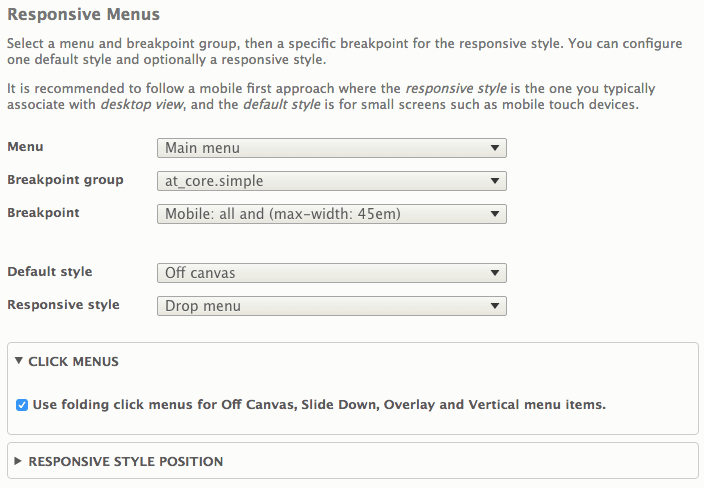 Responsive Menus
Select a menu and breakpoint group, then a specific breakpoint for the responsive style. You can configure
one default style and optionally a responsive style.
It is recommended to follow a mobile first approach where the responsive style is the one you typically
associate with desktop view, and the default style is for small screens such as mobile touch devices.
Menu Main menu
Breakpoint group at_core.simple
Breakpoint Mobile: all and (max-width: 45em)
Default style Off canvas
Responsive style Drop menu
CLICK MENUS
Use folding click menus for Off Canvas, Slide Down, Overlay and Vertical menu items.
RESPONSIVE STYLE POSITION